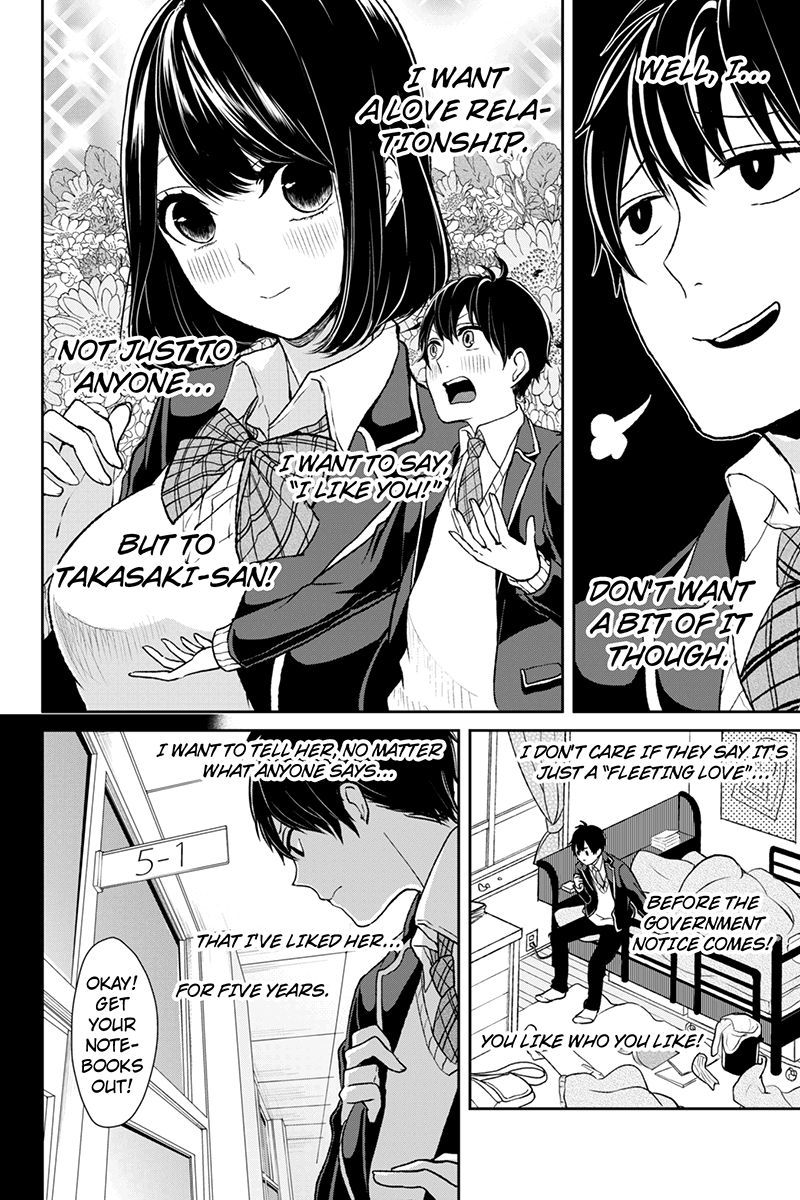 WELL, I...
DON'T WANT
A BIT OF IT
THOUGH.
I WANT
A LOVE RELA-
TIONSHIP.
NOT JUST TO
ANYONE...
I WANT TO SAY,
"I LIKE YOU!"
BUT TO
TAKASAKI-SAN!
I DON'T CARE IF THEY SAY IT'S
JUST A "FLEETING LOVE"...
BEFORE THE
GOVERNMENT
NOTICE COMES!
YOU LIKE WHO YOU LIKE!
I WANT TO TELL HER, NO MATTER
WHAT ANYONE SAYS...
5-1
THAT I'VE LIKED HER...
FOR FIVE YEARS.
OKAY!
GET
YOUR
NOTE-
BOOKS
OUT!